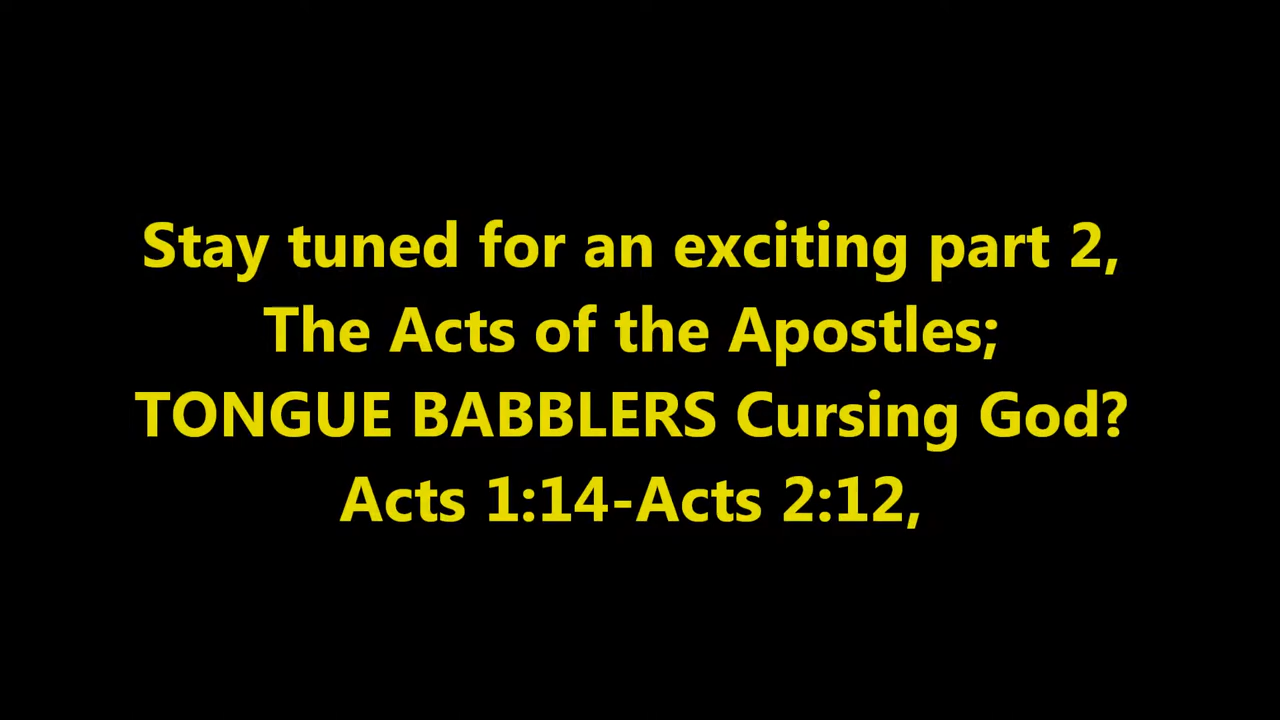 Stay tuned for an exciting part 2,
The Acts of the Apostles;
TONGUE BABBLERS Cursing God?
Acts 1:14-Acts 2:12,